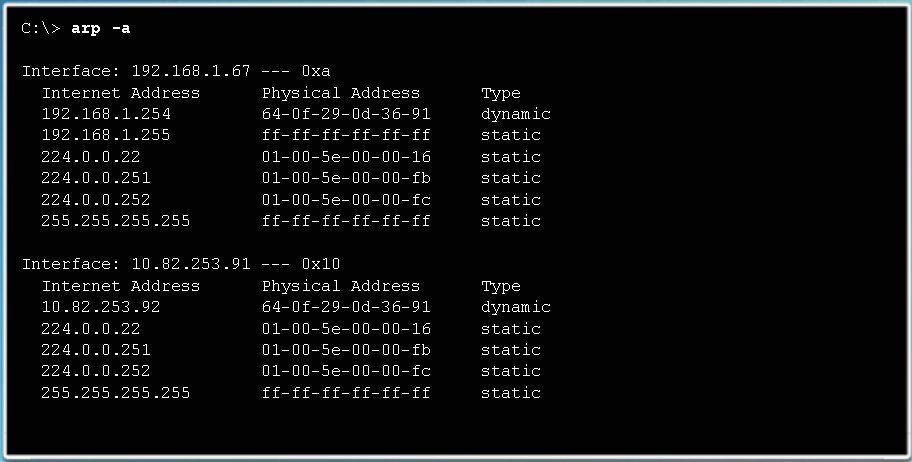 C:\> arp -a
Interface: 192.168.1.67 --- 0xa
Internet Address Physical Address Type
192.168.1.254 64-0f-29-0d-36-91 dynamic
192.168.1.255 ff-ff-ff-ff-ff-ff static
224.0.0.22 01-00-5e-00-00-16 static
224.0.0.251 01-00-5e-00-00-fb static
224.0.0.252 01-00-5e-00-00-fc static
255.255.255.255 ff-ff-ff-ff-ff-ff static
Interface: 10.82.253.91 --- 0x10
Internet Address Physical Address Type
10.82.253.92 64-0f-29-0d-36-91 dynamic
224.0.0.22 01-00-5e-00-00-16 static
224.0.0.251 01-00-5e-00-00-fb static
224.0.0.252 01-00-5e-00-00-fc static
255.255.255.255 ff-ff-ff-ff-ff-ff static